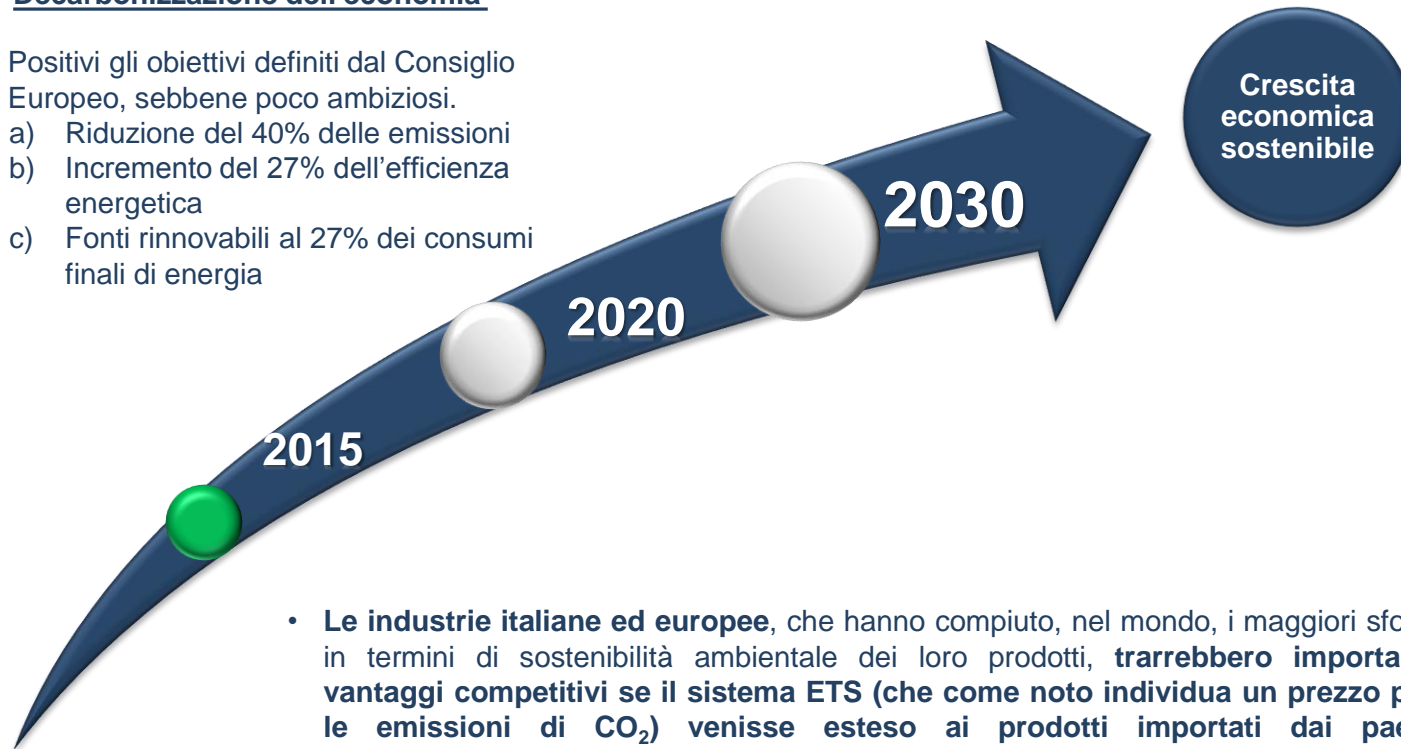 Decarbonizzazione dell'economia
Positivi gli obiettivi definiti dal Consiglio
Europeo, sebbene poco ambiziosi.
a) Riduzione del 40% delle emissioni
b) Incremento del 27% dell'efficienza
energetica
c) Fonti rinnovabili al 27% dei consumi
finali di energia
Crescita
economica
sostenibile
2030
2020
2015
• Le industrie italiane ed europee, che hanno compiuto, nel mondo, i maggiori
in termini di sostenibilità ambientale dei loro prodotti, trarrebbero
vantaggi competitivi se il sistema ETS (che come noto individua un prezzo
le emissioni di CO₂) venisse esteso ai prodotti importati dai